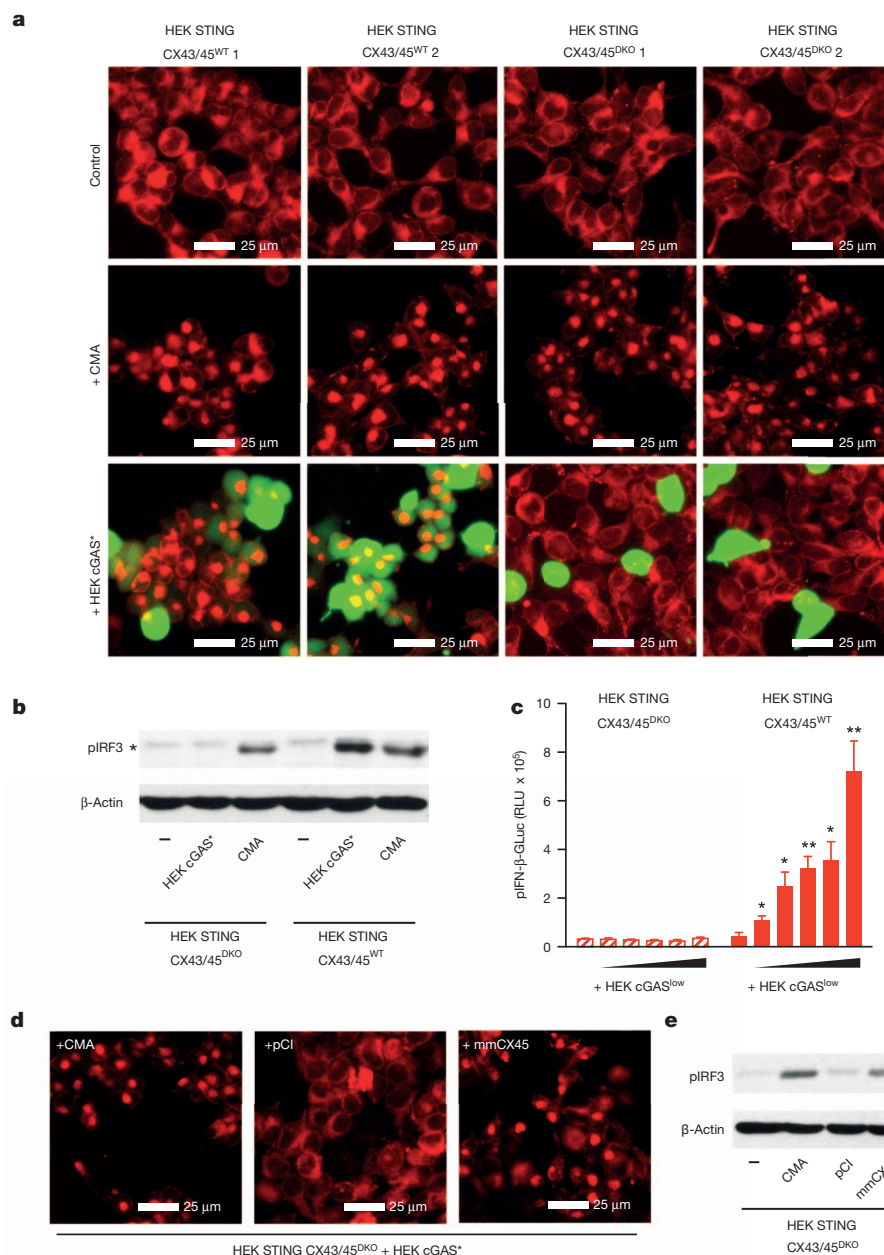 a
HEK STING
CX43/45WT 1
HEK STING
CX43/45WT 2
HEK STING
CX43/45DKO 1
HEK STING
CX43/45DKO 2
Control
25 µm
25 µm
25 µm
25 µm
+ CMA
25 µm
25 µm
25 µm
25 µm
+ HEK cGAS*
25 µm
25 µm
25 µm
25 µm
b
pIRF3 *
β-Actin
–
HEK cGAS*
CMA
–
HEK cGAS*
CMA
HEK STING
CX43/45DKO
HEK STING
CX43/45WT
c
pIFN-β-GLuc (RLU x 10⁵)
10
8
6
4
2
0
HEK STING
CX43/45DKO
HEK STING
CX43/45WT
*
*
**
*
**
+ HEK cGASlow
+ HEK cGASlow
d
+CMA
+pCI
+ mmCX45
25 µm
25 µm
25 µm
HEK STING CX43/45DKO + HEK cGAS*
e
pIRF3
β-Actin
–
CMA
pCI
mmCX
HEK STING
CX43/45DKO